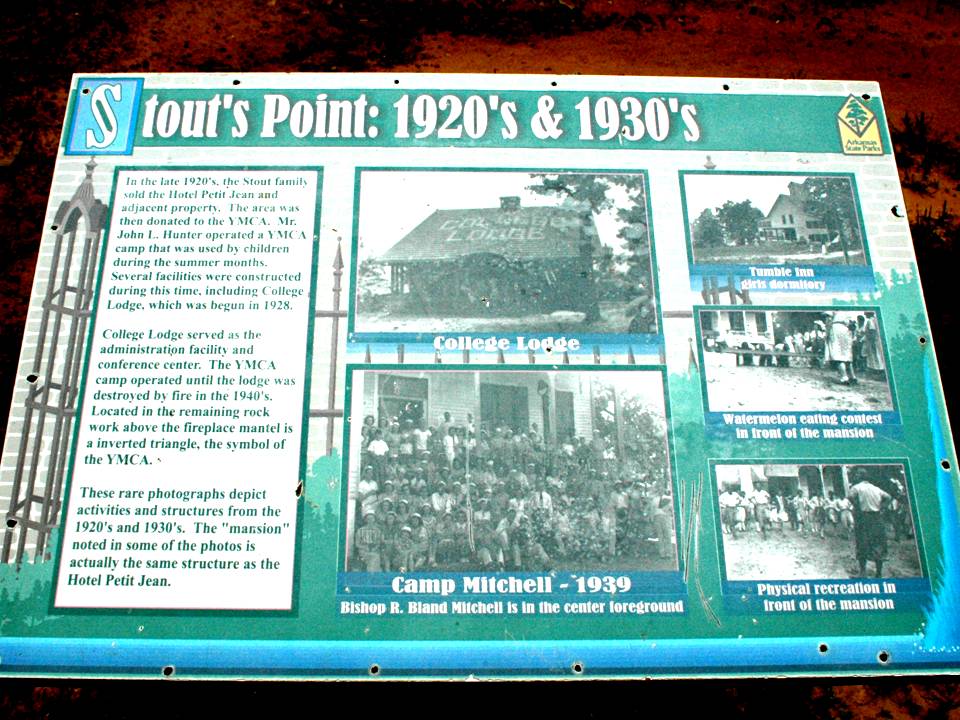 Stout's Point: 1920's & 1930's
Arkansas
State Parks
In the late 1920's, the Stout family
sold the Hotel Petit Jean and
adjacent property. The area was
then donated to the YMCA. Mr.
John L. Hunter operated a YMCA
camp that was used by children
during the summer months.
Several facilities were constructed
during this time, including College
Lodge, which was begun in 1928.
College Lodge served as the
administration facility and
conference center. The YMCA
camp operated until the lodge was
destroyed by fire in the 1940's.
Located in the remaining rock
work above the fireplace mantel is
a inverted triangle, the symbol of
the YMCA.
These rare photographs depict
activities and structures from the
1920's and 1930's. The "mansion"
noted in some of the photos is
actually the same structure as the
Hotel Petit Jean.
COLLEGE
LODGE
College Lodge
Camp Mitchell - 1939
Bishop R. Bland Mitchell is in the center foreground
Tumble Inn
girls dormitory
Watermelon eating contest
in front of the mansion
Physical recreation in
front of the mansion